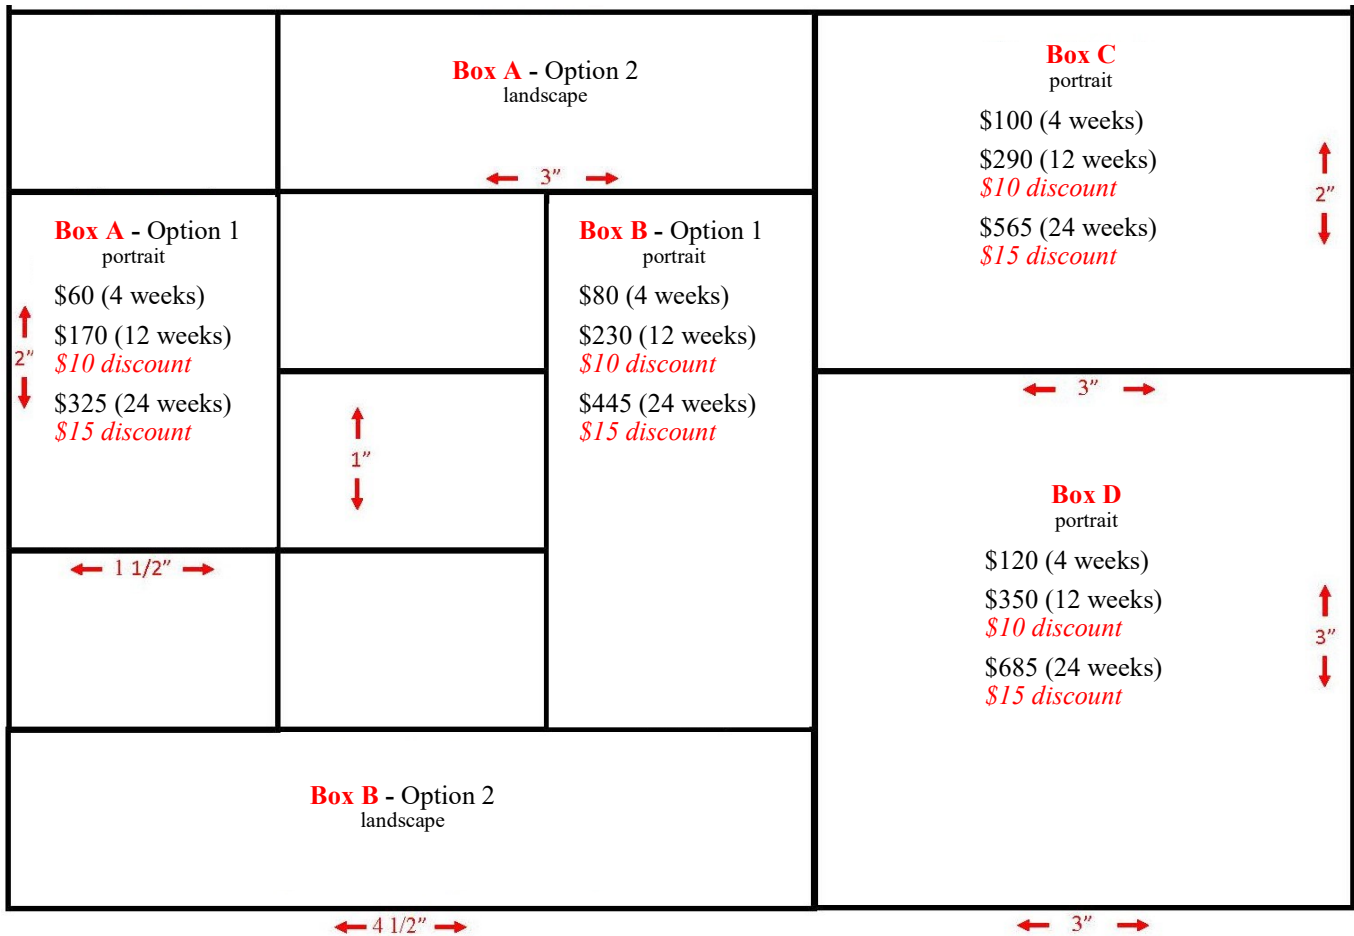 Box A - Option 2
landscape
3”
Box A - Option 1
portrait
$60 (4 weeks)
$170 (12 weeks)
$10 discount
$325 (24 weeks)
$15 discount
2”
1 1/2”
1”
Box B - Option 1
portrait
$80 (4 weeks)
$230 (12 weeks)
$10 discount
$445 (24 weeks)
$15 discount
Box B - Option 2
landscape
4 1/2”
Box C
portrait
$100 (4 weeks)
$290 (12 weeks)
$10 discount
$565 (24 weeks)
$15 discount
2”
3”
Box D
portrait
$120 (4 weeks)
$350 (12 weeks)
$10 discount
$685 (24 weeks)
$15 discount
3”
3”